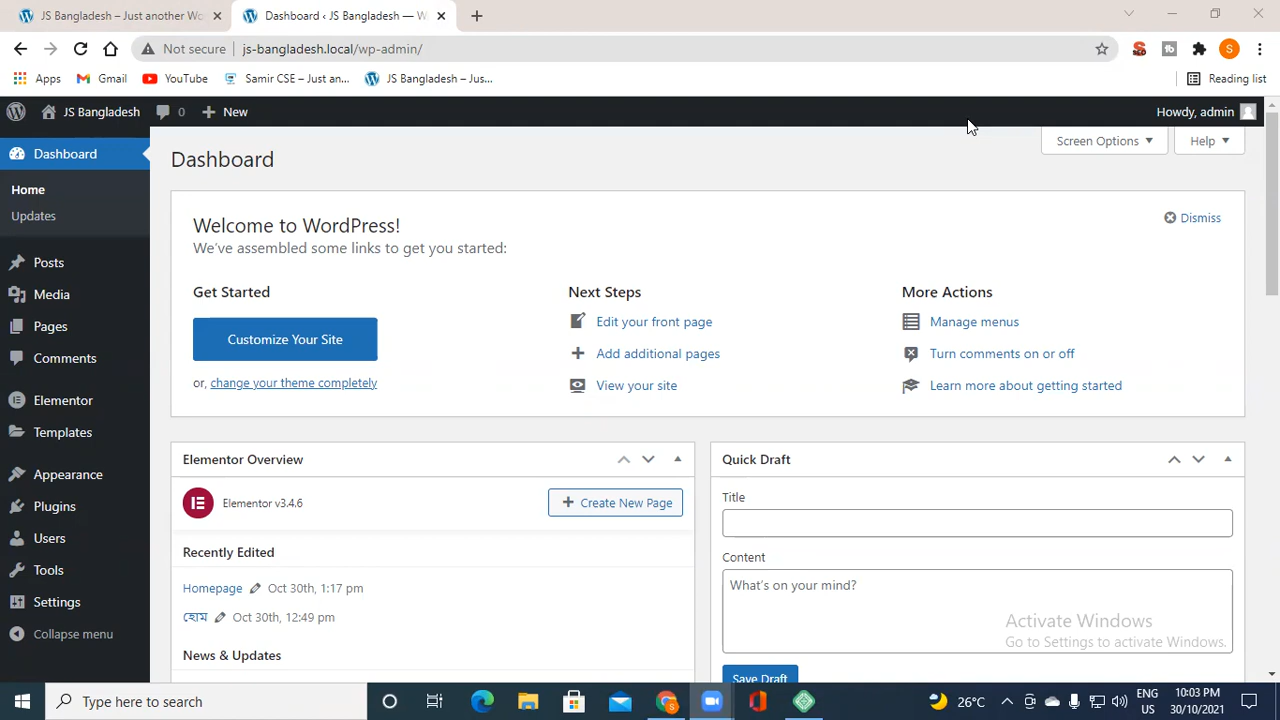 JS Bangladesh – Just another Wo
Dashboard ‹ JS Bangladesh — W
Not secure
js-bangladesh.local/wp-admin/
S
Apps
Gmail
YouTube
Samir CSE – Just an...
JS Bangladesh – Jus...
Reading list
JS Bangladesh
0
New
Howdy, admin
Dashboard
Home
Updates
Posts
Media
Pages
Comments
Elementor
Templates
Appearance
Plugins
Users
Tools
Settings
Collapse menu
Screen Options
Help
Dashboard
Welcome to WordPress!
We've assembled some links to get you started:
Dismiss
Get Started
Customize Your Site
or, change your theme completely
Next Steps
Edit your front page
Add additional pages
View your site
More Actions
Manage menus
Turn comments on or off
Learn more about getting started
Elementor Overview
Elementor v3.4.6
Create New Page
Recently Edited
Homepage Oct 30th, 1:17 pm
হোম Oct 30th, 12:49 pm
News & Updates
Quick Draft
Title
Content
What's on your mind?
Save Draft
Activate Windows
Go to Settings to activate Windows.
Type here to search
26°C
ENG
US
10:03 PM
30/10/2021